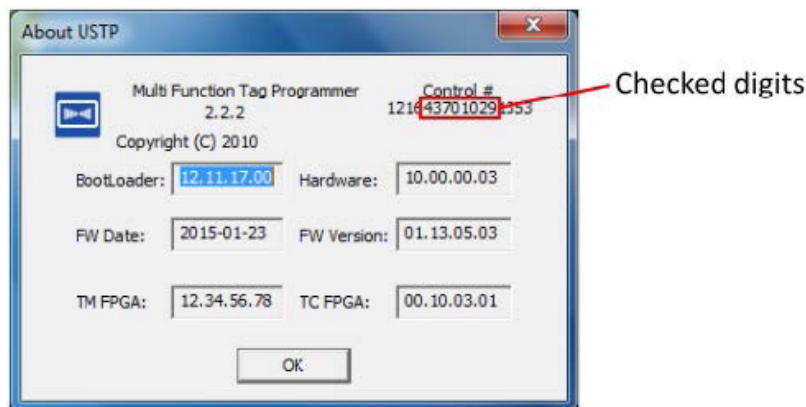 About USTP
Multi Function Tag Programmer
2.2.2
Copyright (C) 2010
Control #
1216437010291353
Checked digits
BootLoader: 12.11.17.00 Hardware: 10.00.00.03
FW Date: 2015-01-23 FW Version: 01.13.05.03
TM FPGA: 12.34.56.78 TC FPGA: 00.10.03.01
OK